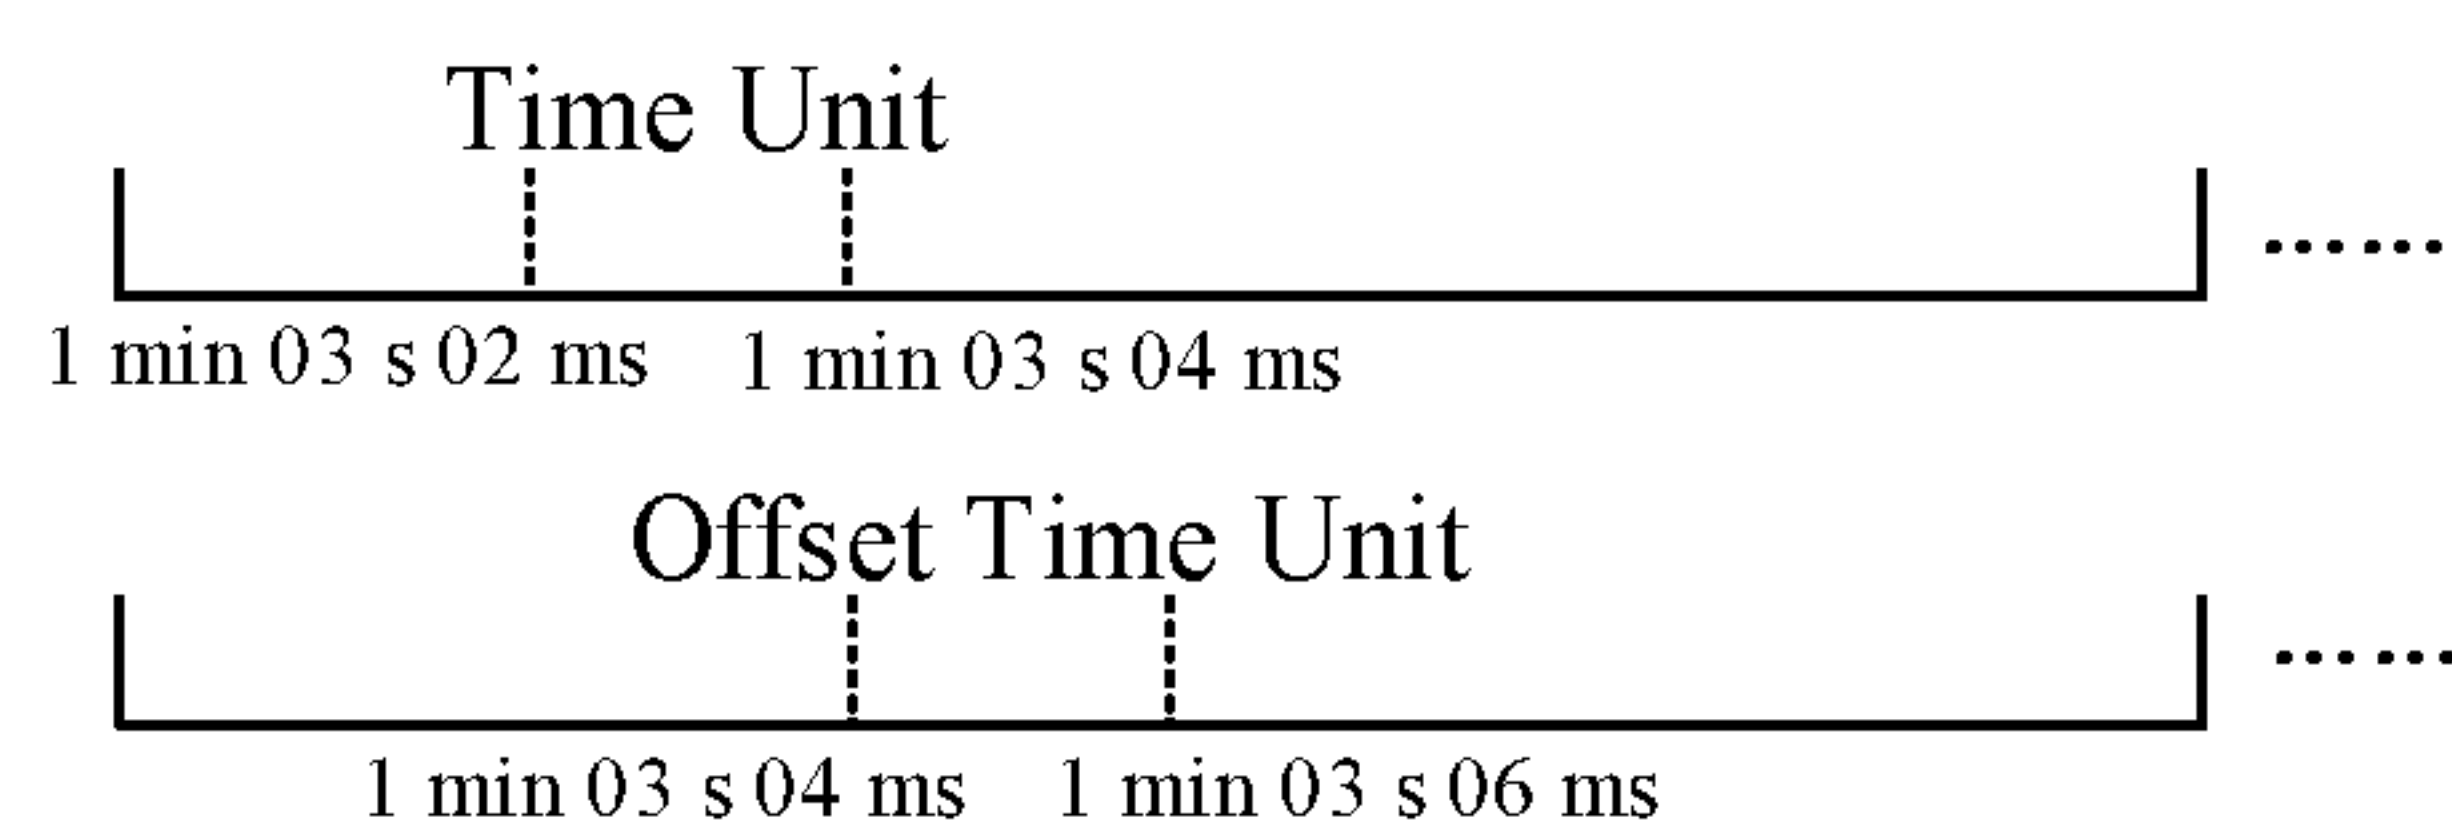 Time Unit
1 min 03 s 02 ms 1 min 03 s 04 ms
Offset Time Unit
1 min 03 s 04 ms 1 min 03 s 06 ms